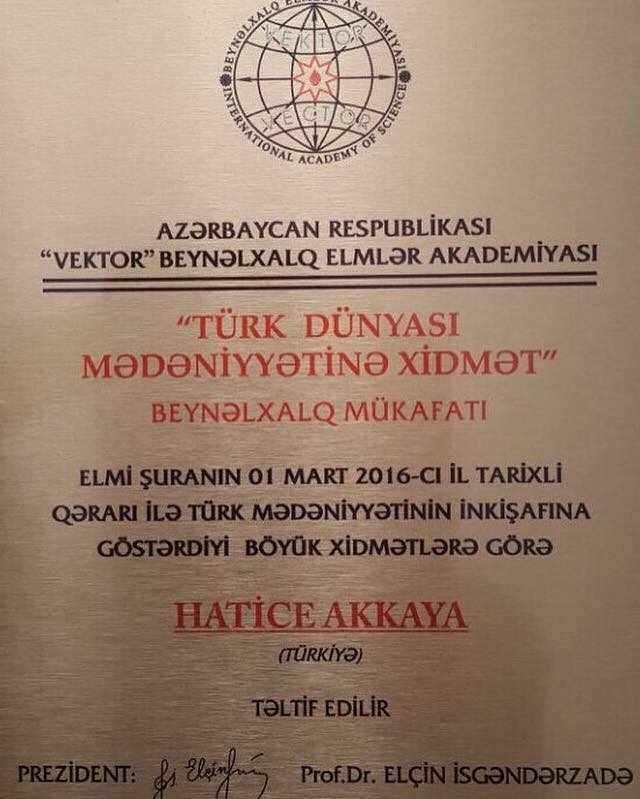 BEYNƏLXALQ ELMLƏR AKADEMİYASI
VEKTOR
VECTOR
INTERNATIONAL ACADEMY OF SCIENCE
AZƏRBAYCAN RESPUBLİKASI
“VEKTOR” BEYNƏLXALQ ELMLƏR AKADEMİYASI
“TÜRK DÜNYASI
MƏDƏNİYYƏTİNƏ XİDMƏT”
BEYNƏLXALQ MÜKAFATI
ELMİ ŞURANIN 01 MART 2016-CI İL TARİXLİ
QƏRARI İLƏ TÜRK MƏDƏNİYYƏTİNİN İNKİŞAFINA
GÖSTƏRDİYİ BÖYÜK XİDMƏTLƏRƏ GÖRƏ
HATİCE AKKAYA
(TÜRKİYƏ)
TƏLTİF EDİLİR
PREZİDENT: Prof.Dr. ELÇİN İSGƏNDƏRZADƏ